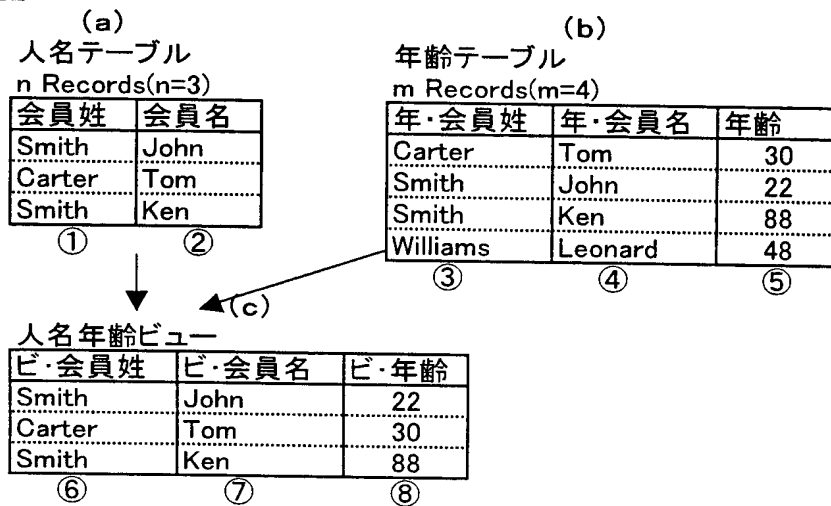 (a)
人名テーブル
n Records(n=3)
会員姓 会員名
Smith John
Carter Tom
Smith Ken
① ②
(b)
年齢テーブル
m Records(m=4)
年・会員姓 年・会員名 年齢
Carter Tom 30
Smith John 22
Smith Ken 88
Williams Leonard 48
③ ④ ⑤
(c)
人名年齢ビュー
ビ・会員姓 ビ・会員名 ビ・年齢
Smith John 22
Carter Tom 30
Smith Ken 88
⑥ ⑦ ⑧